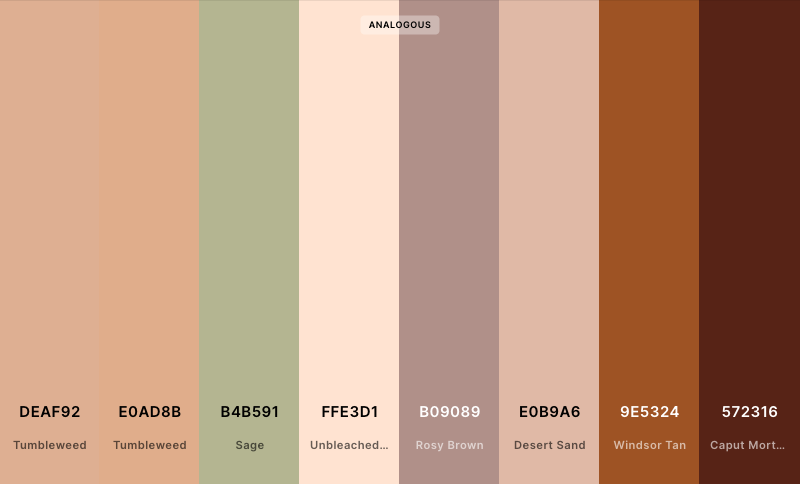 ANALOGOUS
DEAF92 E0AD8B B4B591 FFE3D1 B09089 E0B9A6 9E5324 572316
Tumbleweed Tumbleweed Sage Unbleached... Rosy Brown Desert Sand Windsor Tan Caput Mort...